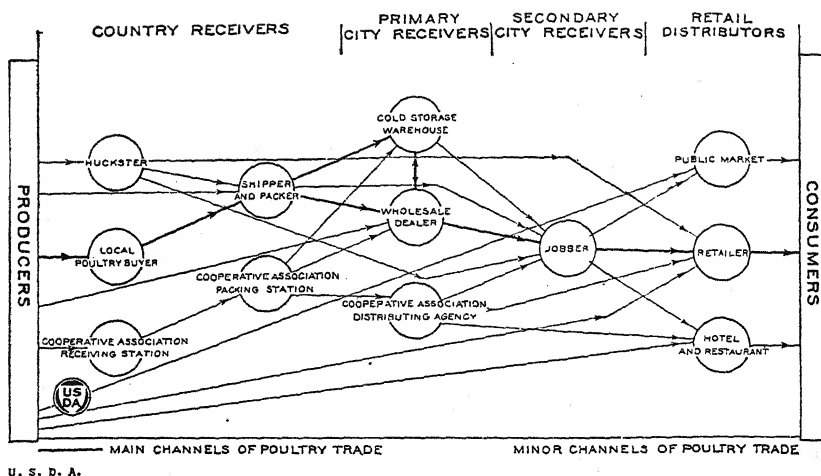 COUNTRY RECEIVERS
PRIMARY
CITY RECEIVERS
SECONDARY
CITY RECEIVERS
RETAIL
DISTRIBUTORS
PRODUCERS
HUCKSTER
LOCAL
POULTRY BUYER
COOPERATIVE ASSOCIATION
RECEIVING STATION
US
DA
SHIPPER
AND PACKER
COOPERATIVE ASSOCIATION
PACKING STATION
COLD STORAGE
WAREHOUSE
WHOLESALE
DEALER
COOPERATIVE ASSOCIATION
DISTRIBUTING AGENCY
JOBBER
PUBLIC MARKET
RETAILER
HOTEL
AND RESTAURANT
CONSUMERS
MAIN CHANNELS OF POULTRY TRADE
MINOR CHANNELS OF POULTRY TRADE
U. S. D. A.